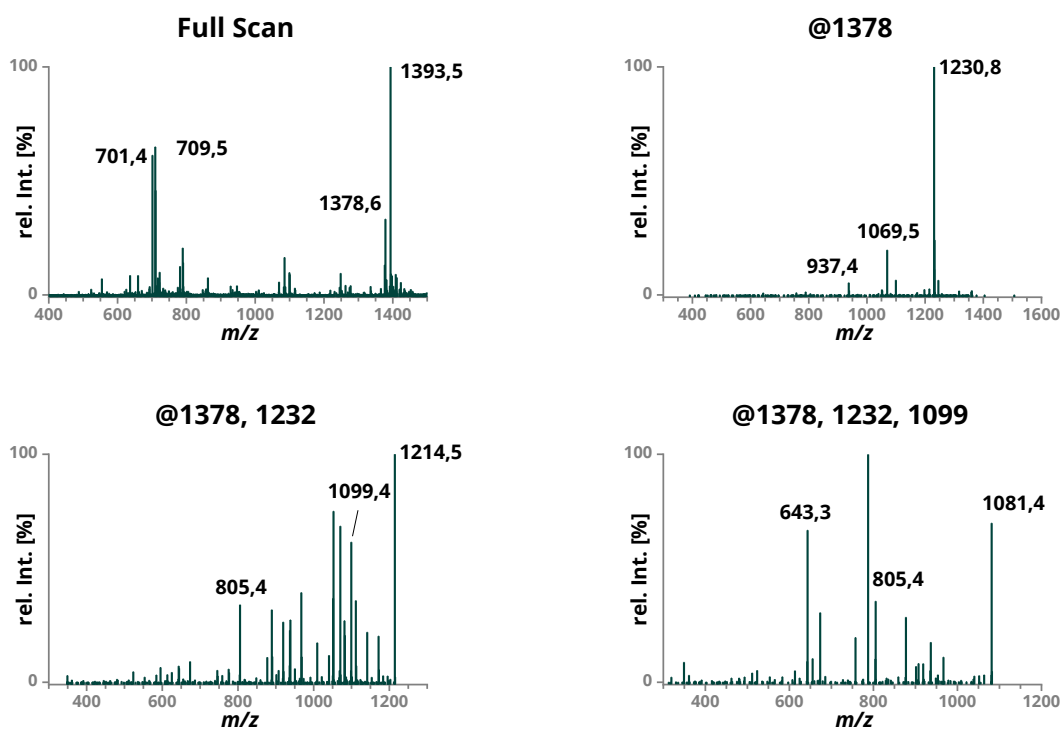 Full Scan
100
1393,5
701,4
709,5
1378,6
rel. Int. [%]
0
400 600 800 1000 1200 1400
m/z
@1378
100
1230,8
1069,5
937,4
rel. Int. [%]
0
400 600 800 1000 1200 1400 1600
m/z
@1378, 1232
100
1214,5
1099,4
805,4
rel. Int. [%]
0
400 600 800 1000 1200
m/z
@1378, 1232, 1099
100
1081,4
643,3
805,4
rel. Int. [%]
0
400 600 800 1000 1200
m/z